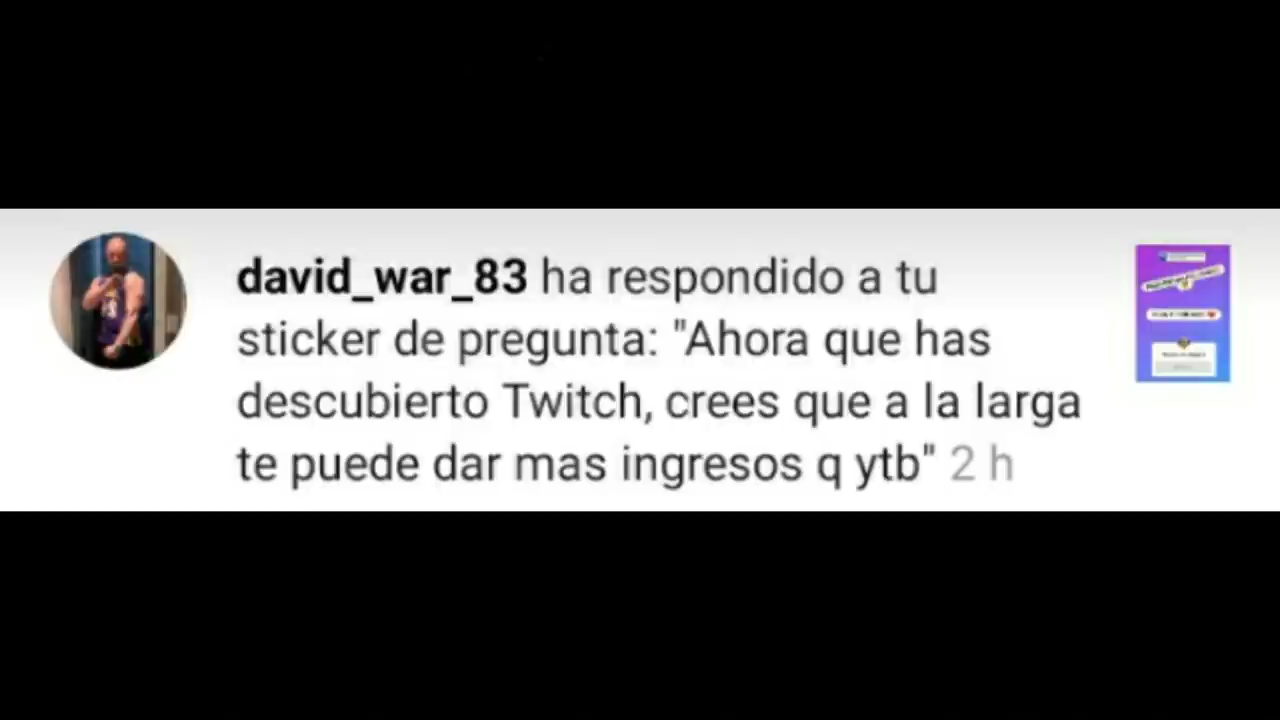 david_war_83 ha respondido a tu
sticker de pregunta: "Ahora que has
descubierto Twitch, crees que a la larga
te puede dar mas ingresos q ytb" 2 h